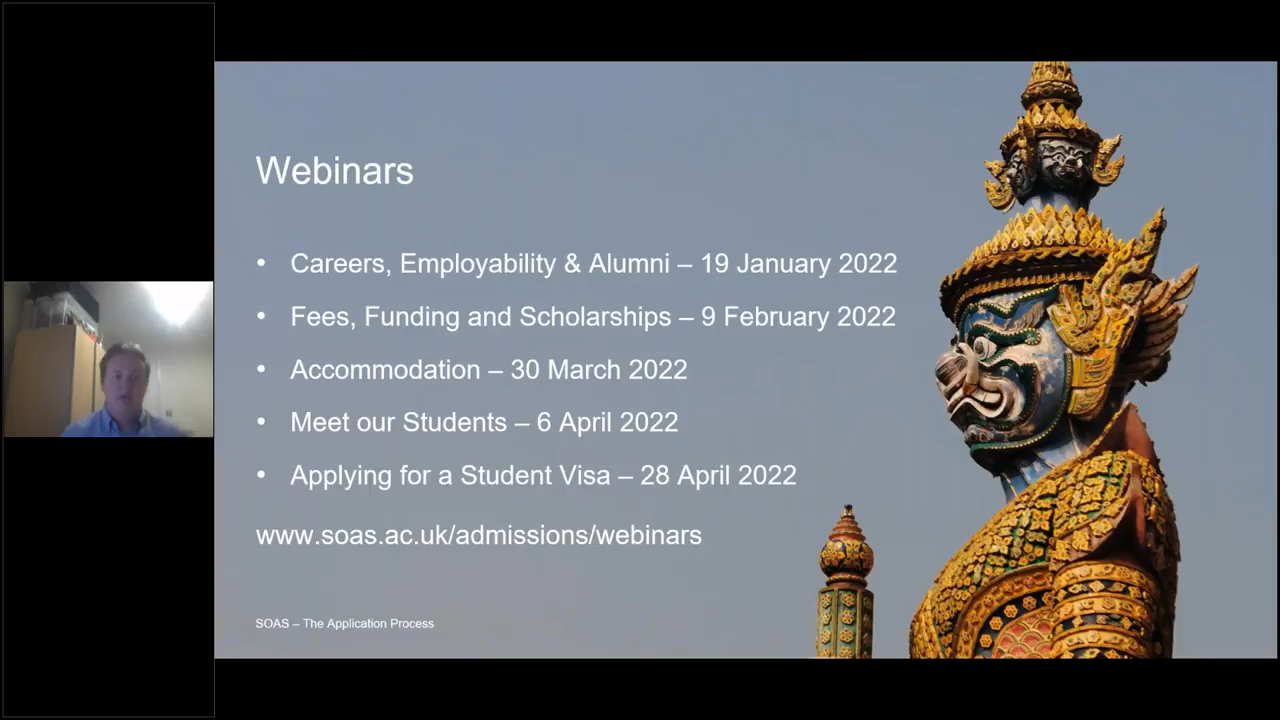 Webinars
• Careers, Employability & Alumni – 19 January 2022
• Fees, Funding and Scholarships – 9 February 2022
• Accommodation – 30 March 2022
• Meet our Students – 6 April 2022
• Applying for a Student Visa – 28 April 2022
www.soas.ac.uk/admissions/webinars
SOAS – The Application Process